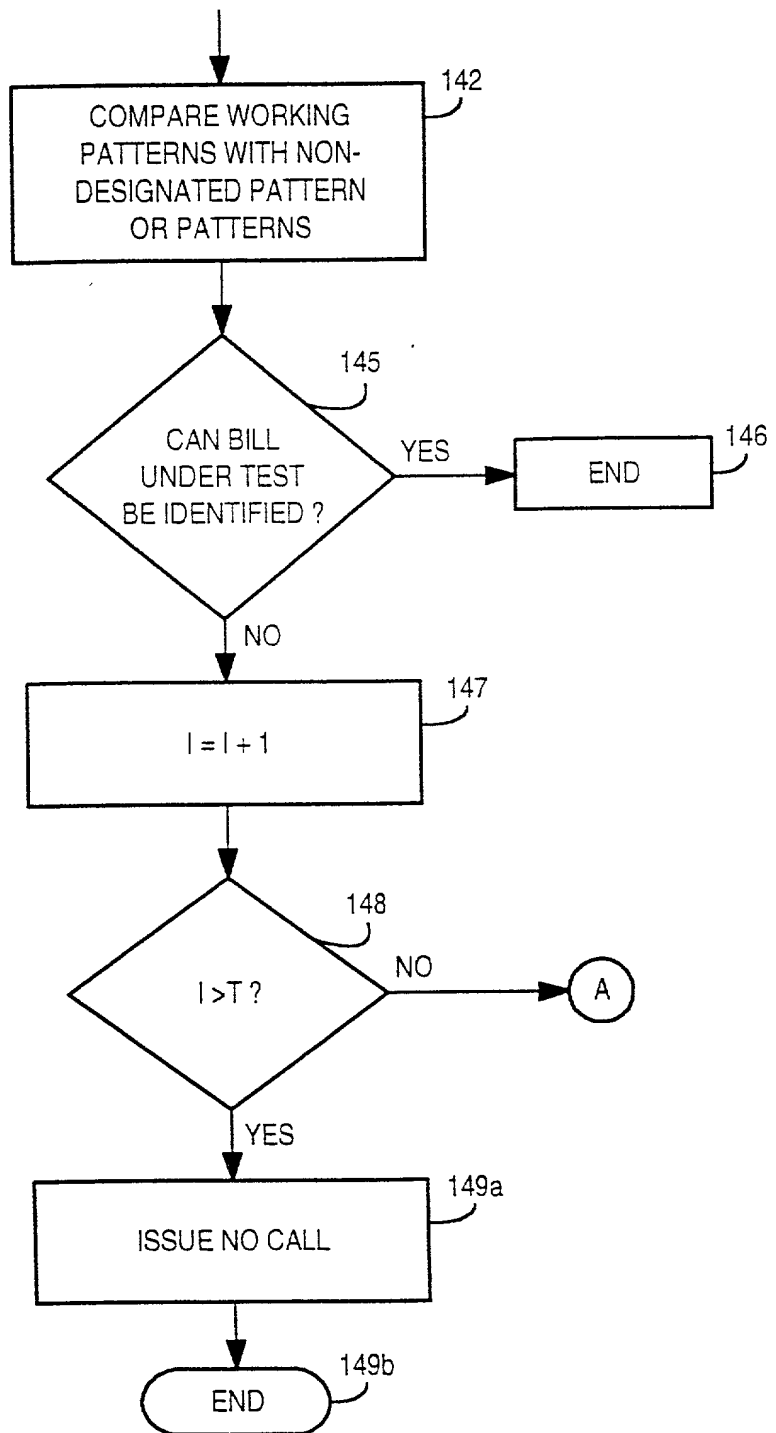 142
COMPARE WORKING
PATTERNS WITH NON-
DESIGNATED PATTERN
OR PATTERNS
145
CAN BILL
UNDER TEST
BE IDENTIFIED ?
YES
END
146
NO
147
I = I + 1
148
I >T ?
NO
A
YES
149a
ISSUE NO CALL
149b
END